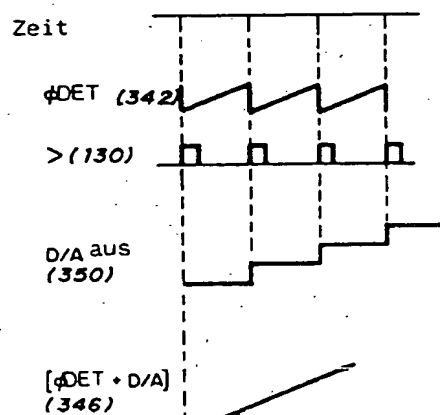 Zeit
ϕDET (342)
>(130)
D/A aus
(350)
[ϕDET + D/A]
(346)